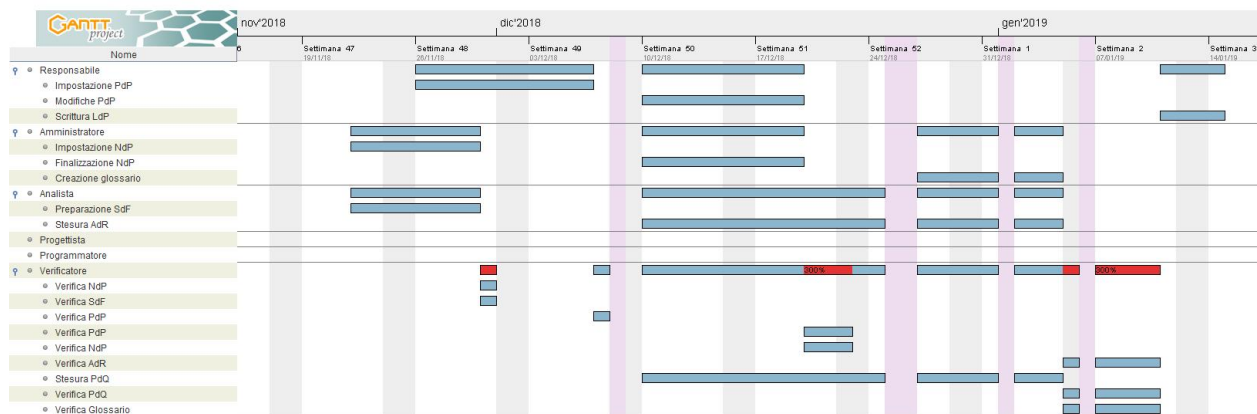 GANTT
project
nov'2018
dic'2018
gen'2019
Nome
6
Settimana 47
Settimana 48
Settimana 49
Settimana 50
Settimana 51
Settimana 52
Settimana 1
Settimana 2
Settimana 3
19/11/18
26/11/18
03/12/18
10/12/18
17/12/18
24/12/18
31/12/18
07/01/19
14/01/19
Responsabile
Impostazione PdP
Modifiche PdP
Scrittura LdP
Amministratore
Impostazione NdP
Finalizzazione NdP
Creazione glossario
Analista
Preparazione SdF
Stesura AdR
Progettista
Programmatore
Verificatore
300%
300%
Verifica NdP
Verifica SdF
Verifica PdP
Verifica PdP
Verifica NdP
Verifica AdR
Stesura PdQ
Verifica PdQ
Verifica Glossario